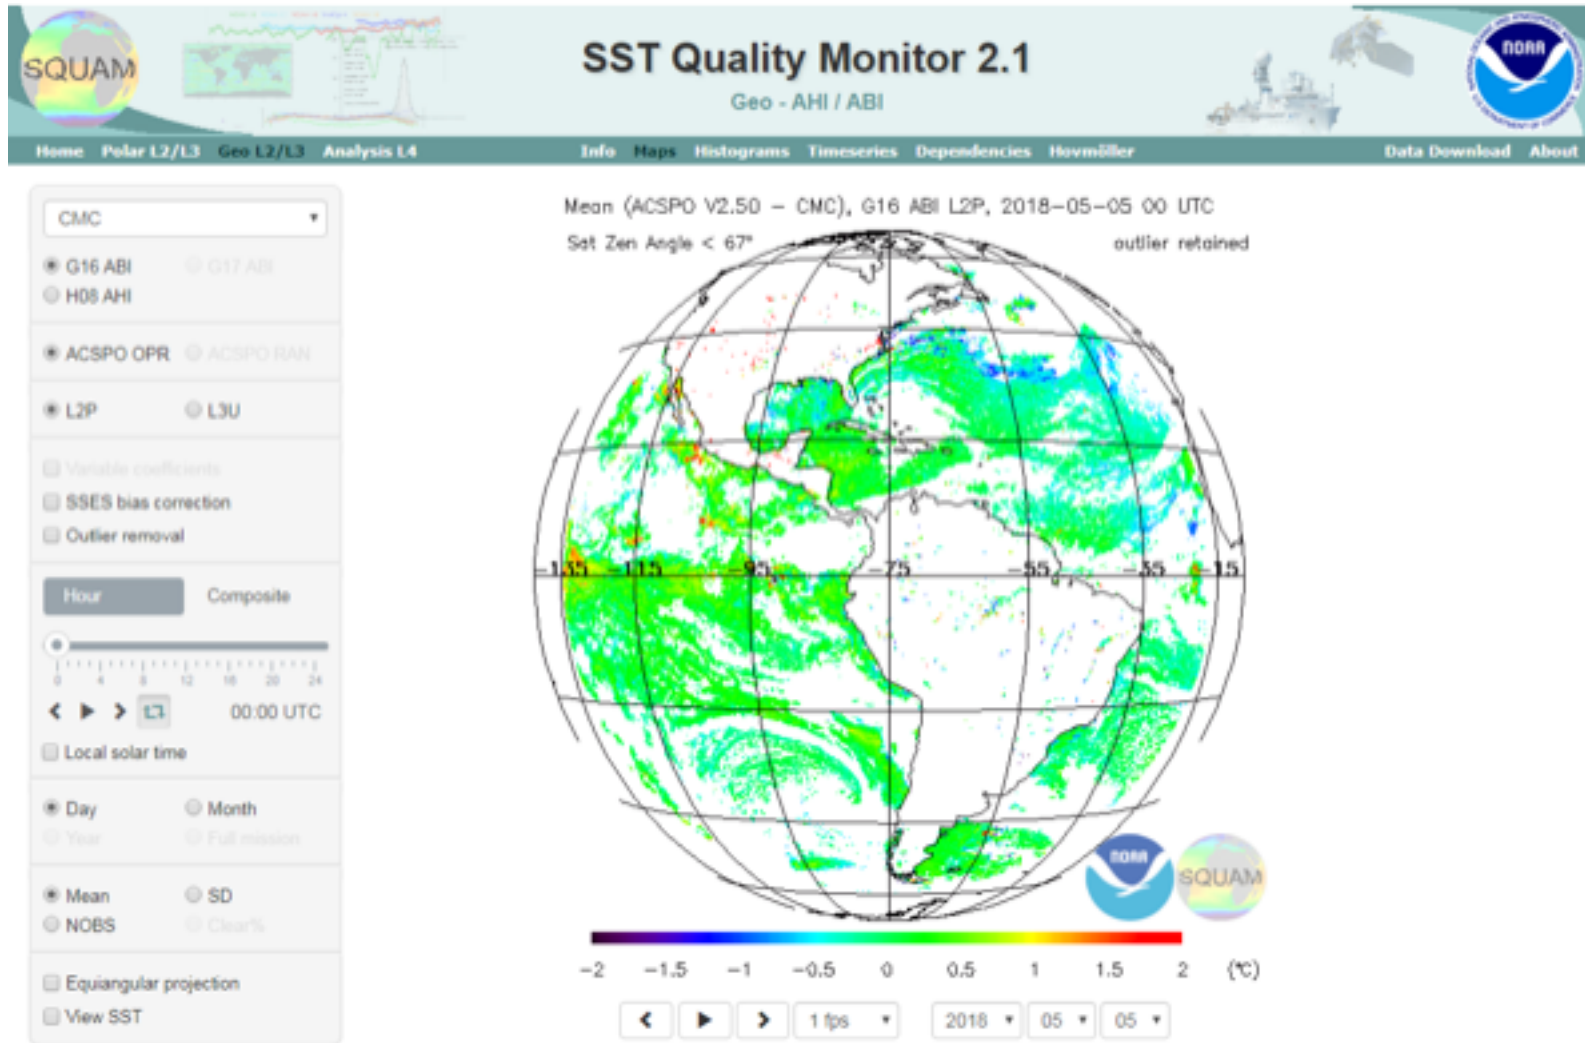 SQUAM
SST Quality Monitor 2.1
Geo - AHI / ABI
NOAA
Home Polar L2/L3 Geo L2/L3 Analysis L4 Info Maps Histograms Timeseries Dependencies Hovmöller Data Download About
CMC
G16 ABI G17 ABI
H08 AHI
ACSPO OPR ACSPO RAN
L2P L3U
Variable coefficients
SSES bias correction
Outlier removal
Hour Composite
0 4 8 12 16 20 24
00:00 UTC
Local solar time
Day Month
Year Full mission
Mean SD
NOBS Clear%
Equiangular projection
View SST
Mean (ACSPO V2.50 - CMC), G16 ABI L2P, 2018-05-05 00 UTC
Sat Zen Angle < 67° outlier retained
-135 -115 -95 -75 -55 -35 -15
NOAA SQUAM
-2 -1.5 -1 -0.5 0 0.5 1 1.5 2 (°C)
1 fps 2018 05 05